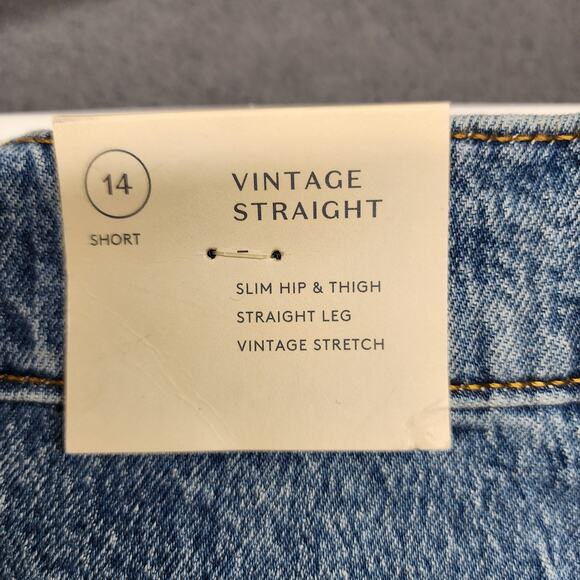 14
SHORT
VINTAGE
STRAIGHT
SLIM HIP & THIGH
STRAIGHT LEG
VINTAGE STRETCH